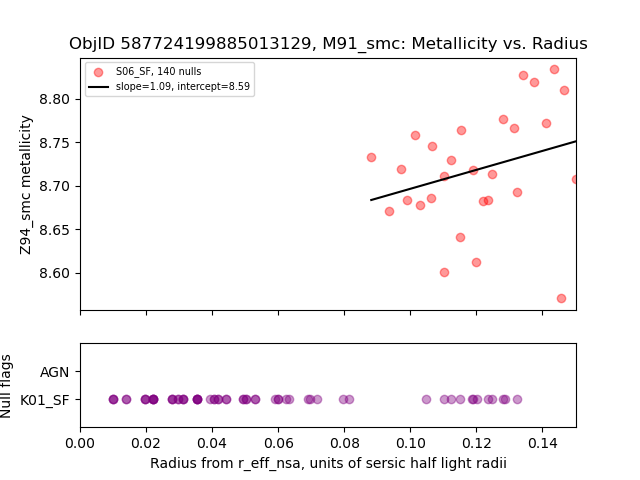 ObjID 587724199885013129, M91_smc: Metallicity vs. Radius
S06_SF, 140 nulls
slope=1.09, intercept=8.59
Z94_smc metallicity
8.80
8.75
8.70
8.65
8.60
Null flags
AGN
K01_SF
0.00 0.02 0.04 0.06 0.08 0.10 0.12 0.14
Radius from r_eff_nsa, units of sersic half light radii